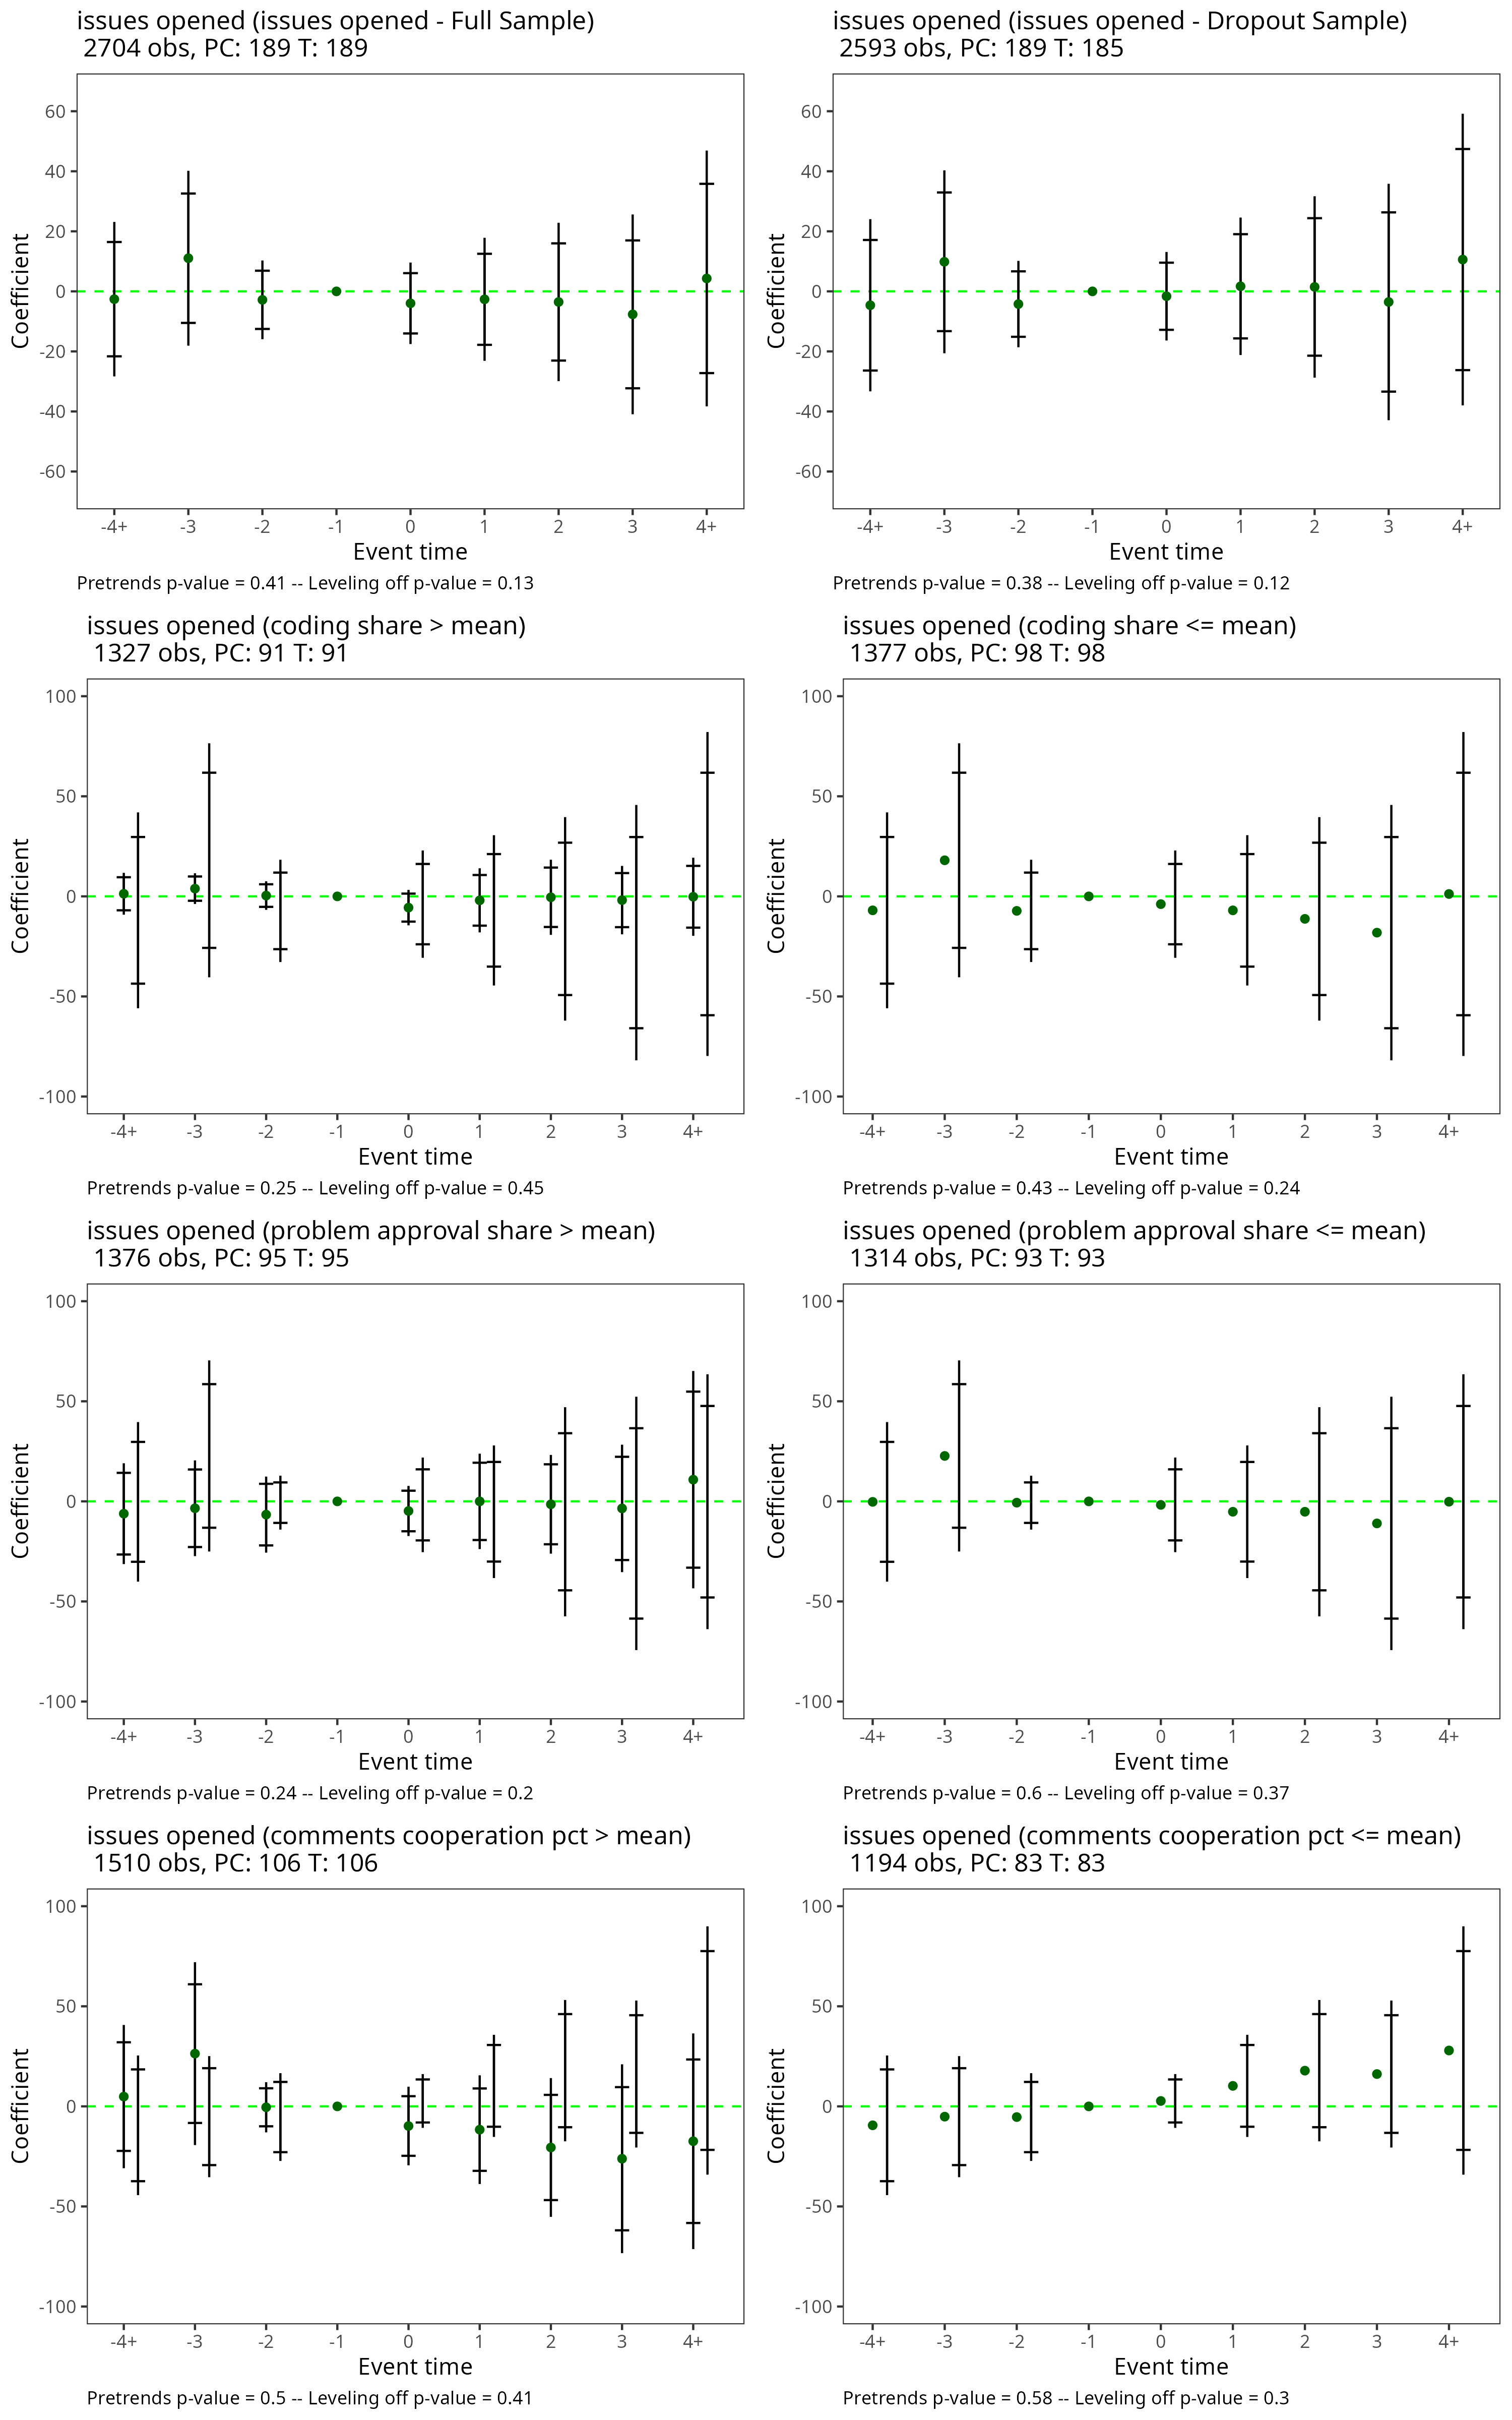 issues opened (issues opened - Full Sample)
2704 obs, PC: 189 T: 189
60
40
20
0
-20
-40
-60
Coefficient
-4+ -3 -2 -1 0 1 2 3 4+
Event time
Pretrends p-value = 0.41 -- Leveling off p-value = 0.13
issues opened (issues opened - Dropout Sample)
2593 obs, PC: 189 T: 185
60
40
20
0
-20
-40
-60
Coefficient
-4+ -3 -2 -1 0 1 2 3 4+
Event time
Pretrends p-value = 0.38 -- Leveling off p-value = 0.12
issues opened (coding share > mean)
1327 obs, PC: 91 T: 91
100
50
0
-50
-100
Coefficient
-4+ -3 -2 -1 0 1 2 3 4+
Event time
Pretrends p-value = 0.25 -- Leveling off p-value = 0.45
issues opened (coding share <= mean)
1377 obs, PC: 98 T: 98
100
50
0
-50
-100
Coefficient
-4+ -3 -2 -1 0 1 2 3 4+
Event time
Pretrends p-value = 0.43 -- Leveling off p-value = 0.24
issues opened (problem approval share > mean)
1376 obs, PC: 95 T: 95
100
50
0
-50
-100
Coefficient
-4+ -3 -2 -1 0 1 2 3 4+
Event time
Pretrends p-value = 0.24 -- Leveling off p-value = 0.2
issues opened (problem approval share <= mean)
1314 obs, PC: 93 T: 93
100
50
0
-50
-100
Coefficient
-4+ -3 -2 -1 0 1 2 3 4+
Event time
Pretrends p-value = 0.6 -- Leveling off p-value = 0.37
issues opened (comments cooperation pct > mean)
1510 obs, PC: 106 T: 106
100
50
0
-50
-100
Coefficient
-4+ -3 -2 -1 0 1 2 3 4+
Event time
Pretrends p-value = 0.5 -- Leveling off p-value = 0.41
issues opened (comments cooperation pct <= mean)
1194 obs, PC: 83 T: 83
100
50
0
-50
-100
Coefficient
-4+ -3 -2 -1 0 1 2 3 4+
Event time
Pretrends p-value = 0.58 -- Leveling off p-value = 0.3